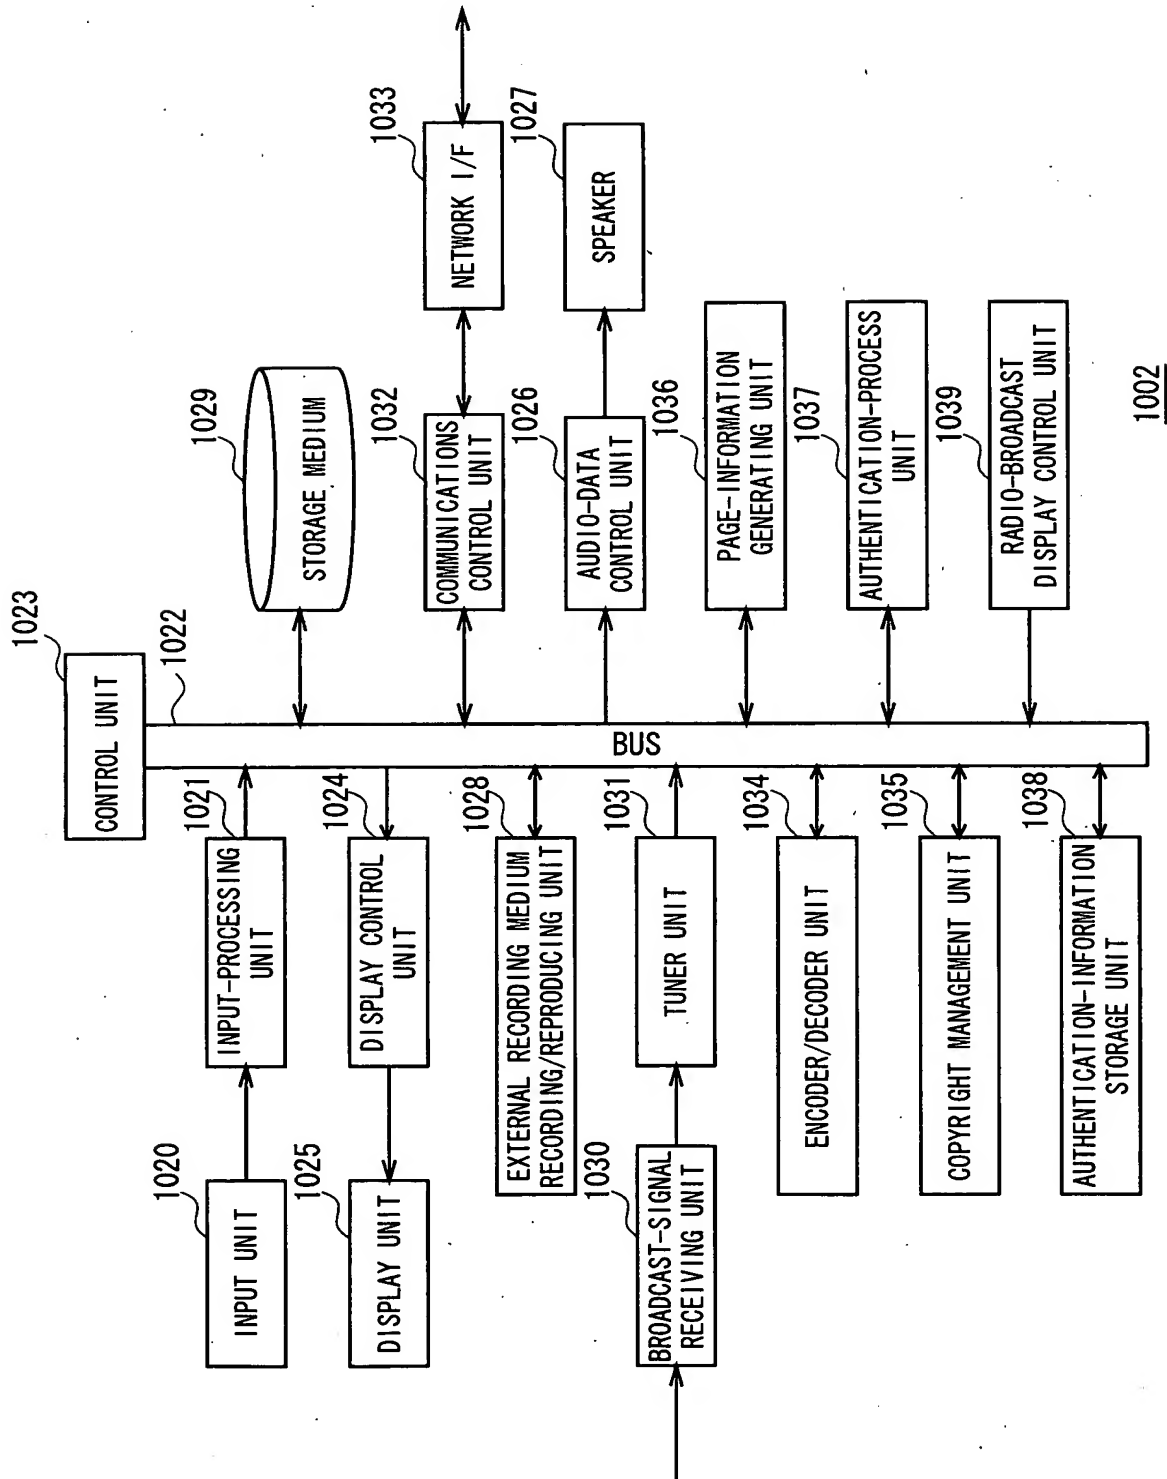 1023
CONTROL UNIT
1022
BUS
1020
INPUT UNIT
1021
INPUT-PROCESSING
UNIT
1025
DISPLAY UNIT
1024
DISPLAY CONTROL
UNIT
1028
EXTERNAL RECORDING MEDIUM
RECORDING/REPRODUCING UNIT
1030
BROADCAST-SIGNAL
RECEIVING UNIT
1031
TUNER UNIT
1034
ENCODER/DECODER UNIT
1035
COPYRIGHT MANAGEMENT UNIT
1038
AUTHENTICATION-INFORMATION
STORAGE UNIT
1029
STORAGE MEDIUM
1032
COMMUNICATIONS
CONTROL UNIT
1033
NETWORK I/F
1026
AUDIO-DATA
CONTROL UNIT
1027
SPEAKER
1036
PAGE-INFORMATION
GENERATING UNIT
1037
AUTHENTICATION-PROCESS
UNIT
1039
RADIO-BROADCAST
DISPLAY CONTROL UNIT
1002